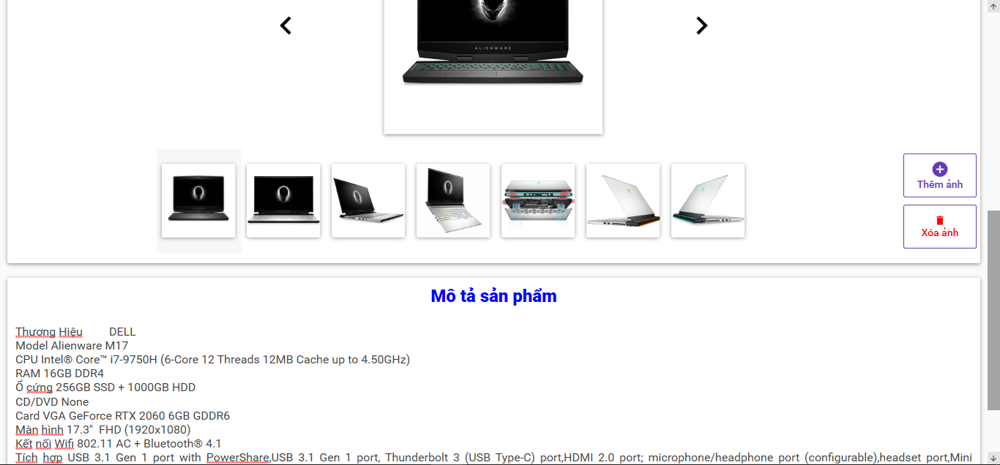 ALIENWARE
Thêm ảnh
Xóa ảnh
Mô tả sản phẩm
Thương Hiệu DELL
Model Alienware M17
CPU Intel® Core™ i7-9750H (6-Core 12 Threads 12MB Cache up to 4.50GHz)
RAM 16GB DDR4
Ổ cứng 256GB SSD + 1000GB HDD
CD/DVD None
Card VGA GeForce RTX 2060 6GB GDDR6
Màn hình 17.3" FHD (1920x1080)
Kết nối Wifi 802.11 AC + Bluetooth® 4.1
Tích hợp USB 3.1 Gen 1 port with PowerShare,USB 3.1 Gen 1 port, Thunderbolt 3 (USB Type-C) port,HDMI 2.0 port; microphone/headphone port (configurable),headset port,Mini